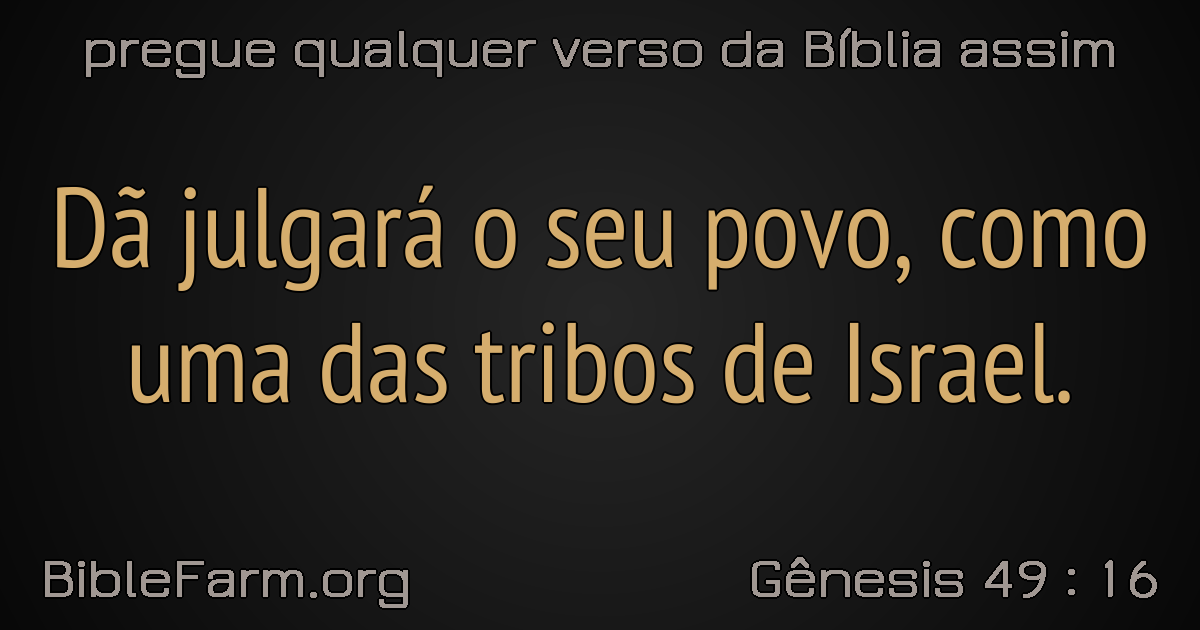 pregue qualquer verso da Bíblia assim
Dã julgará o seu povo, como
uma das tribos de Israel.
BibleFarm.org
Gênesis 49 : 16